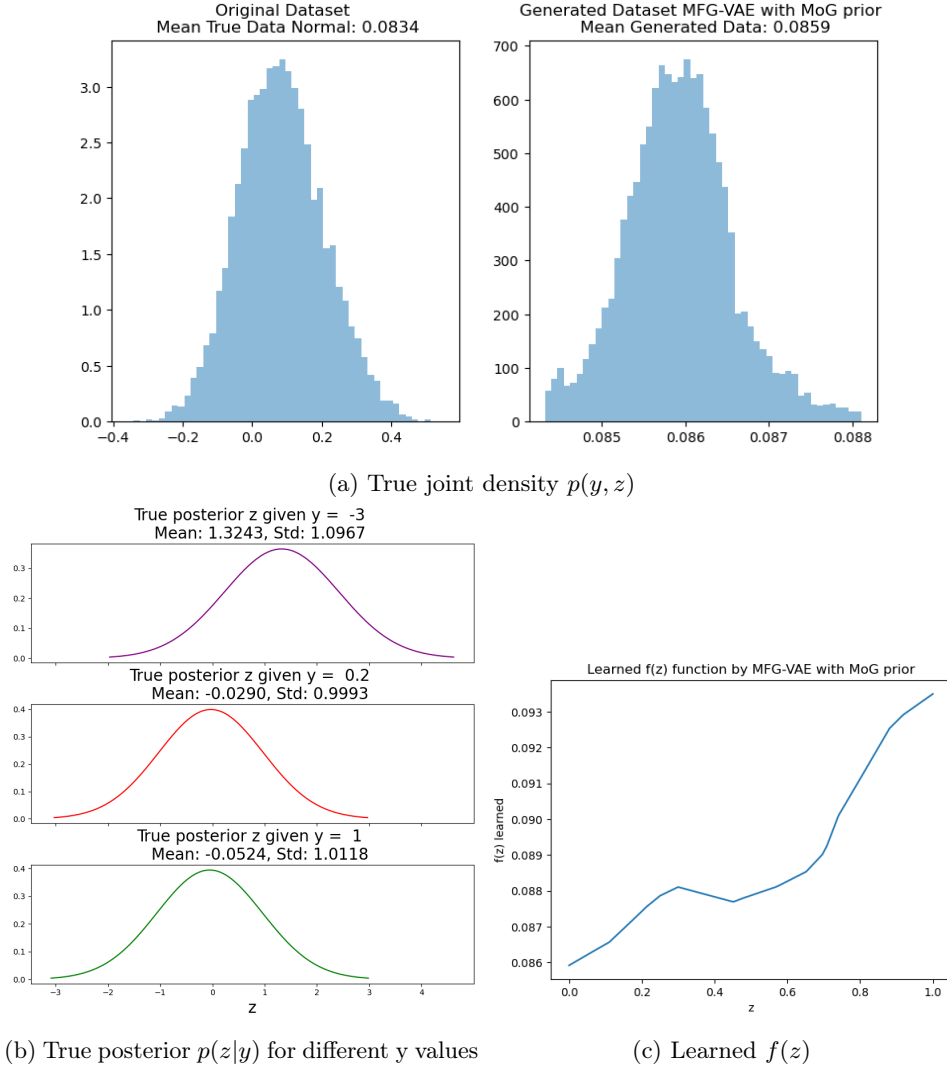 Original Dataset
Mean True Data Normal: 0.0834
3.0
2.5
2.0
1.5
1.0
0.5
0.0
−0.4 −0.2 0.0 0.2 0.4
Generated Dataset MFG-VAE with MoG prior
Mean Generated Data: 0.0859
700
600
500
400
300
200
100
0
0.085 0.086 0.087 0.088
(a) True joint density p(y, z)
True posterior z given y = -3
Mean: 1.3243, Std: 1.0967
0.3
0.2
0.1
0.0
True posterior z given y = 0.2
Mean: -0.0290, Std: 0.9993
0.4
0.3
0.2
0.1
0.0
True posterior z given y = 1
Mean: -0.0524, Std: 1.0118
0.4
0.3
0.2
0.1
0.0
−3 −2 −1 0 1 2 3 4
z
(b) True posterior p(z|y) for different y values
Learned f(z) function by MFG-VAE with MoG prior
f(z) learned
0.093
0.092
0.091
0.090
0.089
0.088
0.087
0.086
0.0 0.2 0.4 0.6 0.8 1.0
z
(c) Learned f(z)